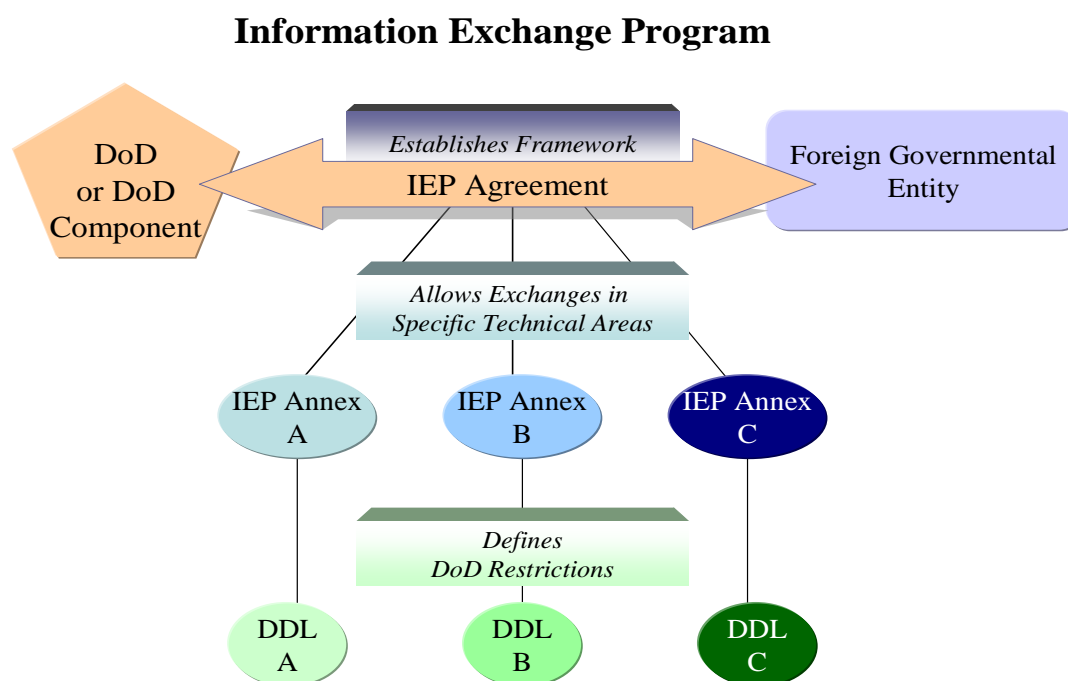 Information Exchange Program
DoD
or DoD
Component
Establishes Framework
IEP Agreement
Foreign Governmental
Entity
Allows Exchanges in
Specific Technical Areas
IEP Annex
A
IEP Annex
B
IEP Annex
C
Defines
DoD Restrictions
DDL
A
DDL
B
DDL
C